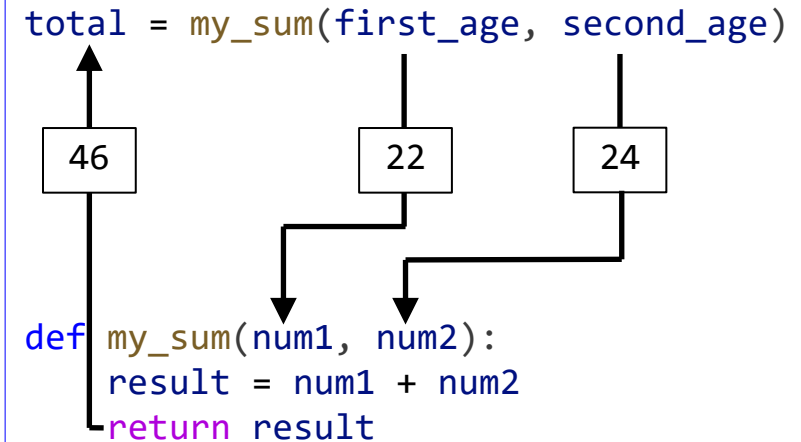 total = my_sum(first_age, second_age)
46 22 24
def my_sum(num1, num2):
    result = num1 + num2
    return result